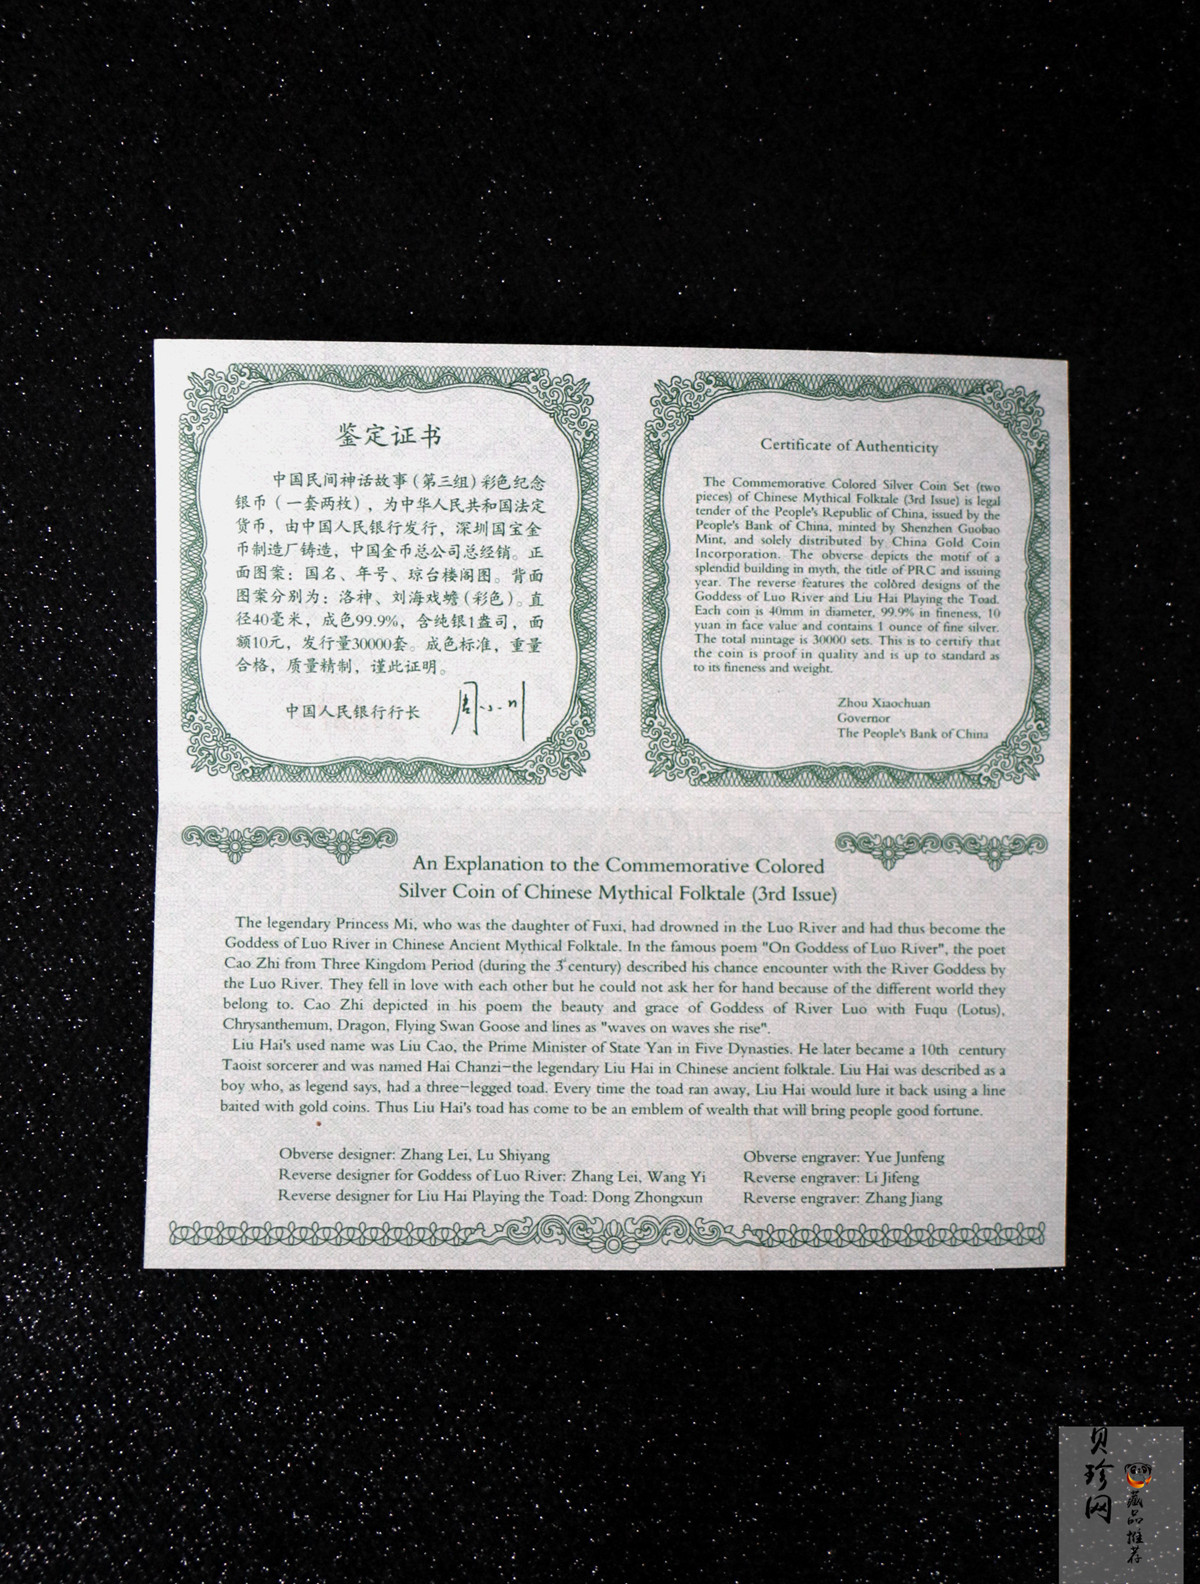 鉴定证书
中国民间神话故事（第三组）彩色纪念
银币（一套两枚），为中华人民共和国法定
货币，由中国人民银行发行，深圳国宝金
币制造厂铸造，中国金币总公司总经销。正
面图案：国名、年号、琼台楼阁图。背面
图案分别为：洛神、刘海戏蟾（彩色）。直
径40毫米，成色99.9%，含纯银1盎司，面
额10元，发行量30000套。成色标准，重量
合格，质量精制，谨此证明。
中国人民银行行长 周小川
Certificate of Authenticity
The Commemorative Colored Silver Coin Set (two
pieces) of Chinese Mythical Folktale (3rd Issue) is legal
tender of the People's Republic of China, issued by the
People's Bank of China, minted by Shenzhen Guobao
Mint, and solely distributed by China Gold Coin
Incorporation. The obverse depicts the motif of a
splendid building in myth, the title of PRC and issuing
year. The reverse features the colored designs of the
Goddess of Luo River and Liu Hai Playing the Toad.
Each coin is 40mm in diameter, 99.9% in fineness, 10
yuan in face value and contains 1 ounce of fine silver.
The total mintage is 30000 sets. This is to certify that
the coin is proof in quality and is up to standard as
to its fineness and weight.
Zhou Xiaochuan
Governor
The People's Bank of China
An Explanation to the Commemorative Colored
Silver Coin of Chinese Mythical Folktale (3rd Issue)
The legendary Princess Mi, who was the daughter of Fuxi, had drowned in the Luo River and had thus become the
Goddess of Luo River in Chinese Ancient Mythical Folktale. In the famous poem "On Goddess of Luo River", the poet
Cao Zhi from Three Kingdom Period (during the 3 century) described his chance encounter with the River Goddess by
the Luo River. They fell in love with each other but he could not ask her for hand because of the different world they
belong to. Cao Zhi depicted in his poem the beauty and grace of Goddess of River Luo with Fuqu (Lotus),
Chrysanthemum, Dragon, Flying Swan Goose and lines as "waves on waves she rise".
Liu Hai's used name was Liu Cao, the Prime Minister of State Yan in Five Dynasties. He later became a 10th century
Taoist sorcerer and was named Hai Chanzi—the legendary Liu Hai in Chinese ancient folktale. Liu Hai was described as a
boy who, as legend says, had a three-legged toad. Every time the toad ran away, Liu Hai would lure it back using a line
baited with gold coins. Thus Liu Hai's toad has come to be an emblem of wealth that will bring people good fortune.
Obverse designer: Zhang Lei, Lu Shiyang
Obverse engraver: Yue Junfeng
Reverse designer for Goddess of Luo River: Zhang Lei, Wang Yi
Reverse engraver: Li Jifeng
Reverse designer for Liu Hai Playing the Toad: Dong Zhongxun
Reverse engraver: Zhang Jiang
贝珍网
藏品推荐